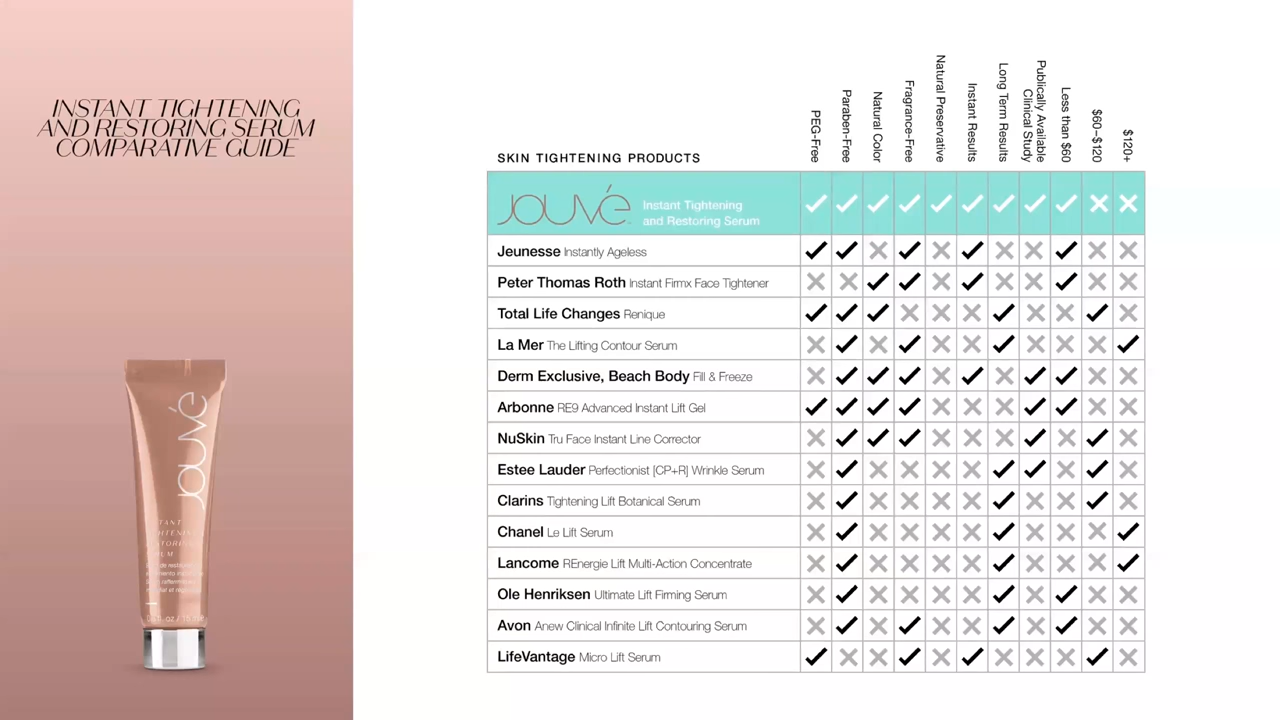 INSTANT TIGHTENING
AND RESTORING SERUM
COMPARATIVE GUIDE
Jouvé
SKIN TIGHTENING PRODUCTS
PEG-Free
Paraben-Free
Natural Color
Fragrance-Free
Natural Preservative
Instant Results
Long Term Results
Publically Available
Clinical Study
Less than $60
$60–$120
$120+
Jouvé Instant Tightening
and Restoring Serum
Jeunesse Instantly Ageless
Peter Thomas Roth Instant Firmx Face Tightener
Total Life Changes Renique
La Mer The Lifting Contour Serum
Derm Exclusive, Beach Body Fill & Freeze
Arbonne RE9 Advanced Instant Lift Gel
NuSkin Tru Face Instant Line Corrector
Estee Lauder Perfectionist [CP+R] Wrinkle Serum
Clarins Tightening Lift Botanical Serum
Chanel Le Lift Serum
Lancome REnergie Lift Multi-Action Concentrate
Ole Henriksen Ultimate Lift Firming Serum
Avon Anew Clinical Infinite Lift Contouring Serum
LifeVantage Micro Lift Serum